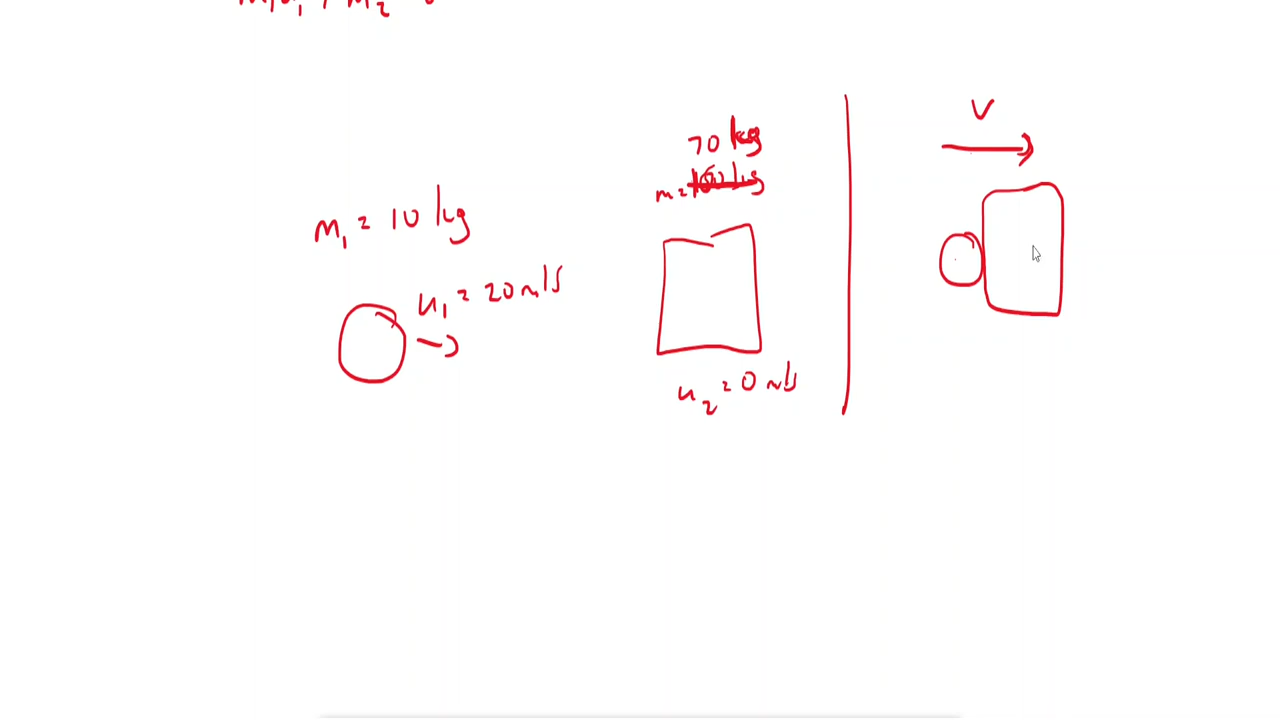 V
70 kg
m =
m₁ = 10 kg
u₁ = 20 m/s
u₂ = 0 m/s